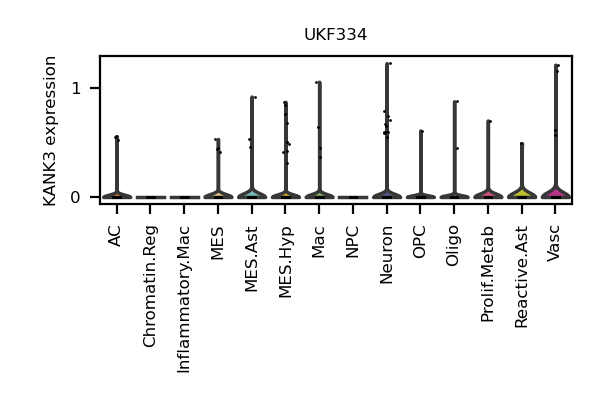 UKF334
KANK3 expression
1
0
AC
Chromatin.Reg
Inflammatory.Mac
MES
MES.Ast
MES.Hyp
Mac
NPC
Neuron
OPC
Oligo
Prolif.Metab
Reactive.Ast
Vasc